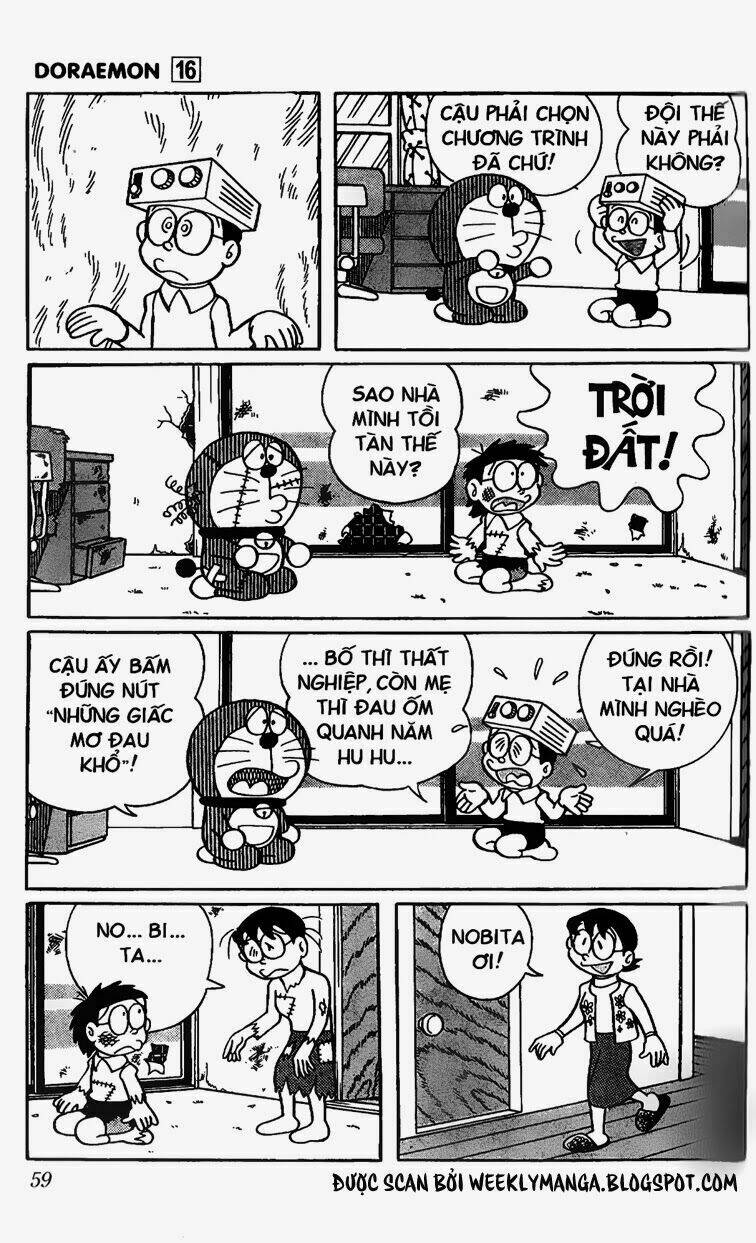 DORAEMON 16
ĐỘI THẾ
NÀY PHẢI
KHÔNG?
CẬU PHẢI CHỌN
CHƯƠNG TRÌNH
ĐÃ CHỨ!
TRỜI
ĐẤT!
SAO NHÀ
MÌNH TỒI
TÀN THẾ
NÀY?
ĐÚNG RỒI!
TẠI NHÀ
MÌNH NGHÈO
QUÁ!
... BỐ THÌ THẤT
NGHIỆP, CÒN MẸ
THÌ ĐAU ỐM
QUANH NĂM
HU HU...
CẬU ẤY BẤM
ĐÚNG NÚT
"NHỮNG GIẤC
MƠ ĐAU
KHỔ"!
NOBITA
ƠI!
NO... BI...
TA...
59
ĐƯỢC SCAN BỞI WEEKLYMANGA.BLOGSPOT.COM